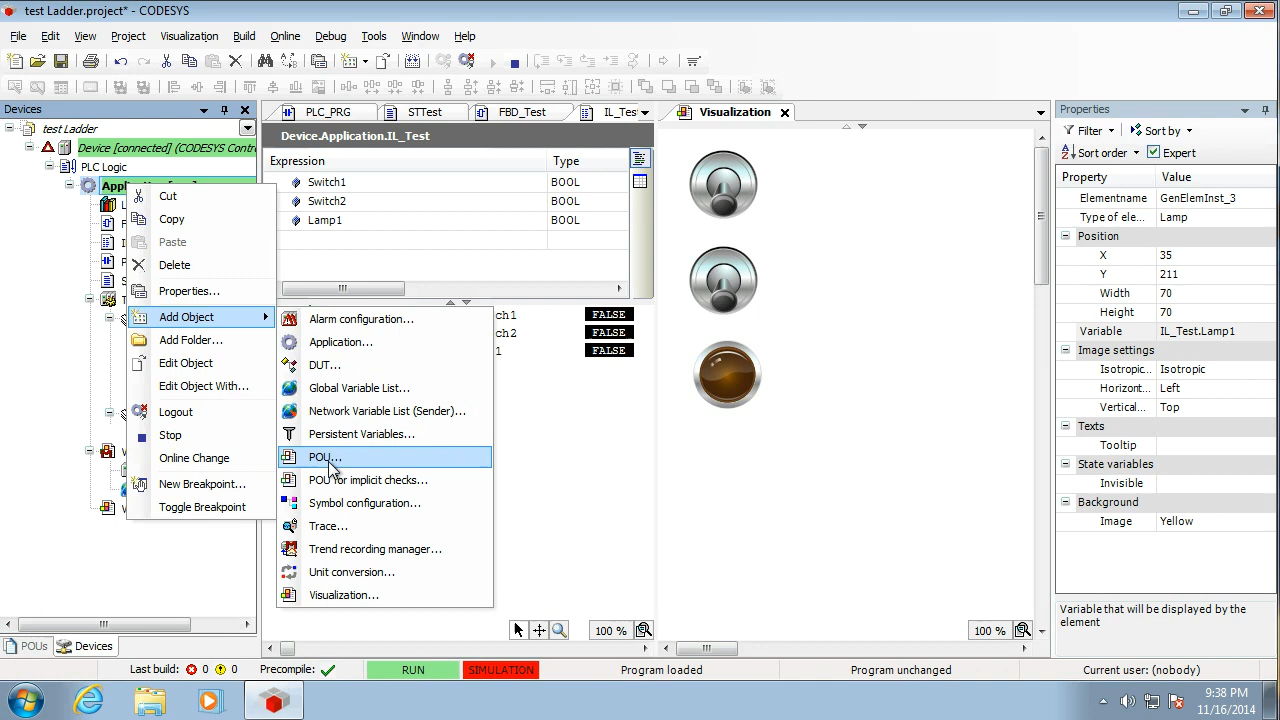 test Ladder.project* - CODESYS
File Edit View Project Visualization Build Online Debug Tools Window Help
Devices
test Ladder
Device [connected] (CODESYS Contr
PLC Logic
PLC_PRG STTest FBD_Test IL_Tes
Device.Application.IL_Test
Expression Type
Switch1 BOOL
Switch2 BOOL
Lamp1 BOOL
ch1 FALSE
ch2 FALSE
1 FALSE
Cut
Copy
Paste
Delete
Properties...
Add Object
Add Folder...
Edit Object
Edit Object With...
Logout
Stop
Online Change
New Breakpoint...
Toggle Breakpoint
Alarm configuration...
Application...
DUT...
Global Variable List...
Network Variable List (Sender)...
Persistent Variables...
POU...
POU for implicit checks...
Symbol configuration...
Trace...
Trend recording manager...
Unit conversion...
Visualization...
100 %
Visualization
100 %
Properties
Filter Sort by
Sort order Expert
Property Value
Elementname GenElemInst_3
Type of ele... Lamp
Position
X 35
Y 211
Width 70
Height 70
Variable IL_Test.Lamp1
Image settings
Isotropic... Isotropic
Horizont... Left
Vertical... Top
Texts
Tooltip
State variables
Invisible
Background
Image Yellow
Variable that will be displayed by the
element
POUs Devices
Last build: 0 0 Precompile: RUN SIMULATION Program loaded Program unchanged Current user: (nobody)
9:38 PM
11/16/2014